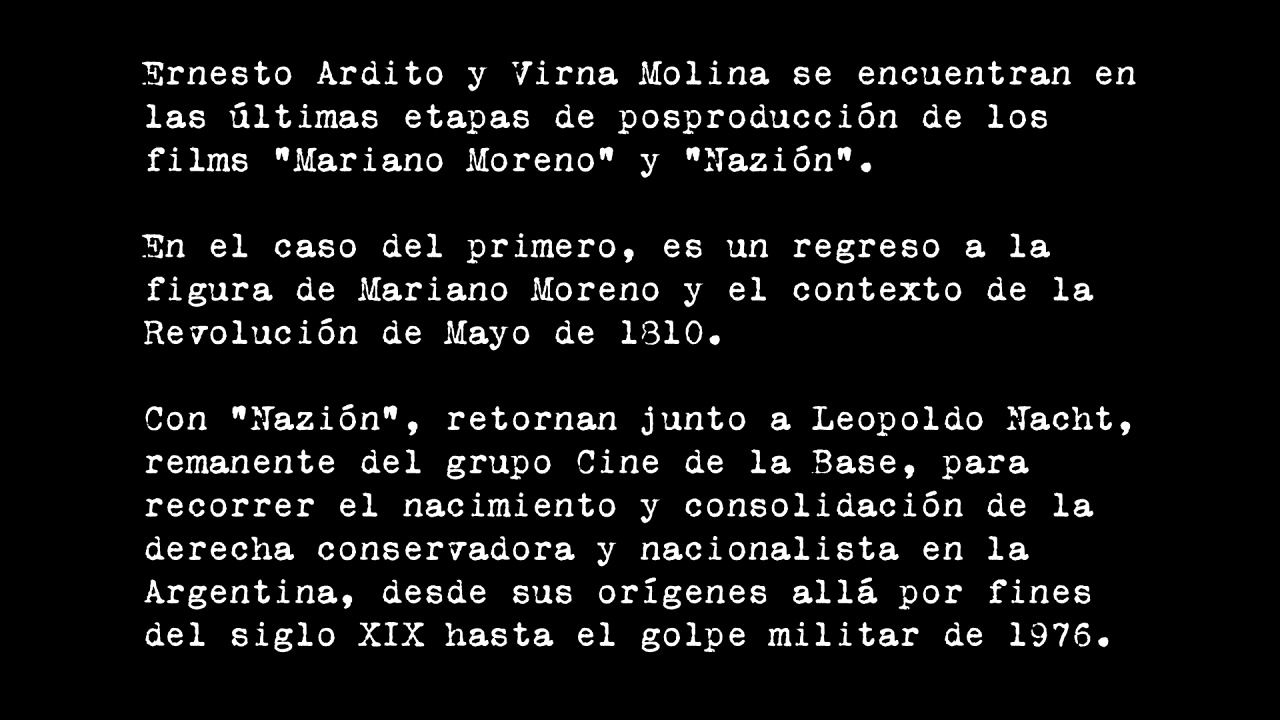 Ernesto Ardito y Virna Molina se encuentran en
las últimas etapas de posproducción de los
films "Mariano Moreno" y "Nazión".
En el caso del primero, es un regreso a la
figura de Mariano Moreno y el contexto de la
Revolución de Mayo de 1810.
Con "Nazión", retornan junto a Leopoldo Nacht,
remanente del grupo Cine de la Base, para
recorrer el nacimiento y consolidación de la
derecha conservadora y nacionalista en la
Argentina, desde sus orígenes allá por fines
del siglo XIX hasta el golpe militar de 1976.